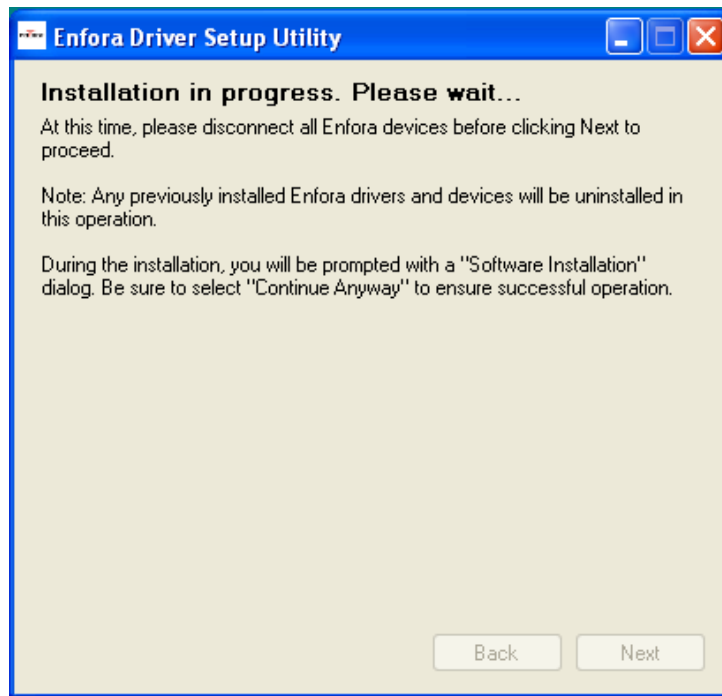 Enfora Driver Setup Utility
Installation in progress. Please wait...
At this time, please disconnect all Enfora devices before clicking Next to
proceed.
Note: Any previously installed Enfora drivers and devices will be uninstalled in
this operation.
During the installation, you will be prompted with a "Software Installation"
dialog. Be sure to select "Continue Anyway" to ensure successful operation.
Back
Next